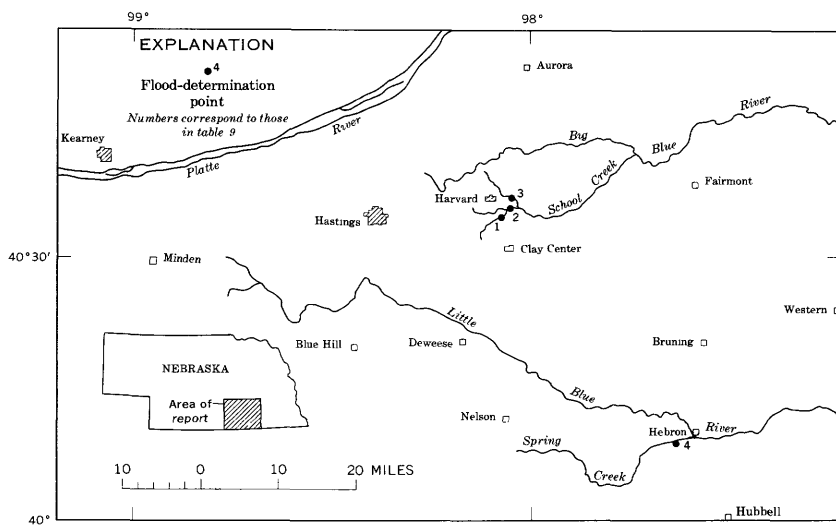 99°
98°
EXPLANATION
4
Flood-determination
point
Numbers correspond to those
in table 9
Aurora
Kearney
Platte
River
Big
Blue
River
School
Creek
Harvard
3
2
1
Fairmont
Hastings
Clay Center
40°30'
Minden
Western
Little
Blue
River
Blue Hill
Deweese
Bruning
NEBRASKA
Area of
report
Nelson
Hebron
4
Spring
Creek
10 0 10 20 MILES
40°
Hubbell